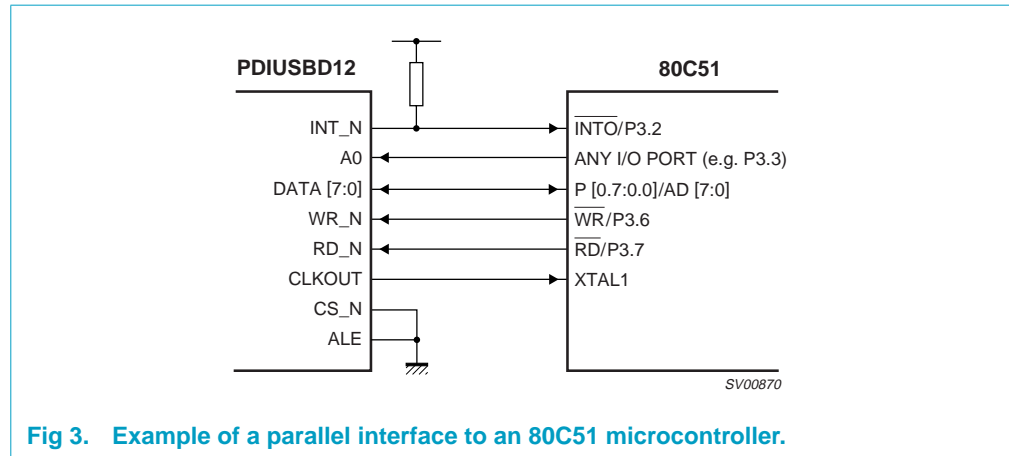 PDIUSBD12 80C51
INT_N INTO/P3.2
A0 ANY I/O PORT (e.g. P3.3)
DATA [7:0] P [0.7:0.0]/AD [7:0]
WR_N WR/P3.6
RD_N RD/P3.7
CLKOUT XTAL1
CS_N
ALE
SV00870
Fig 3. Example of a parallel interface to an 80C51 microcontroller.